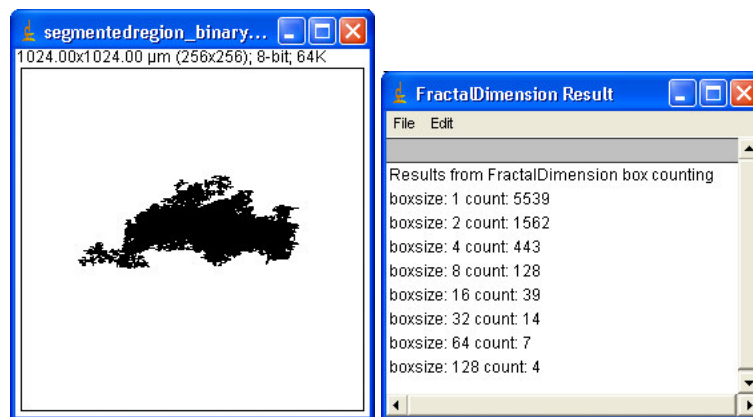 segmentedregion_binary...
1024.00x1024.00 µm (256x256); 8-bit; 64K
FractalDimension Result
File Edit
Results from FractalDimension box counting
boxsize: 1 count: 5539
boxsize: 2 count: 1562
boxsize: 4 count: 443
boxsize: 8 count: 128
boxsize: 16 count: 39
boxsize: 32 count: 14
boxsize: 64 count: 7
boxsize: 128 count: 4